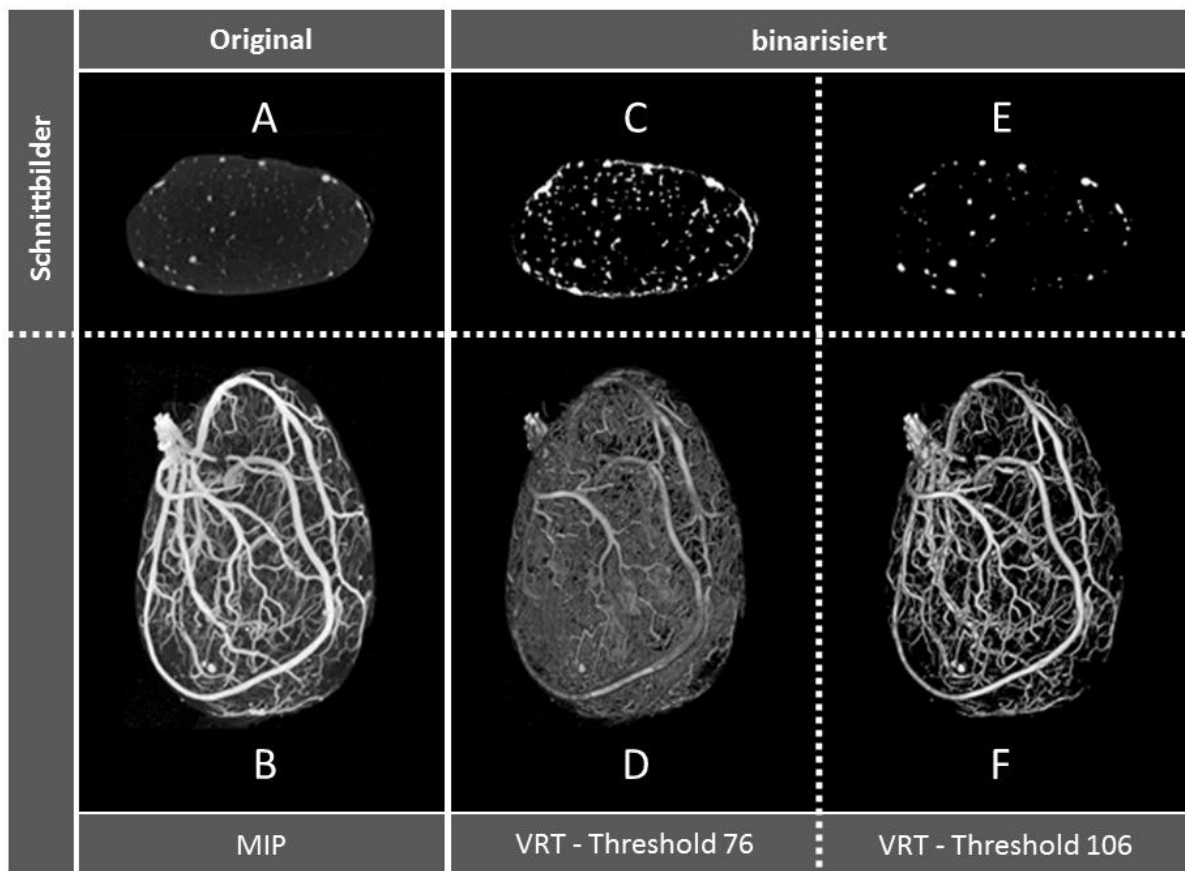 Original
binarisiert
Schnittbilder
A
C
E
B
D
F
MIP
VRT - Threshold 76
VRT - Threshold 106